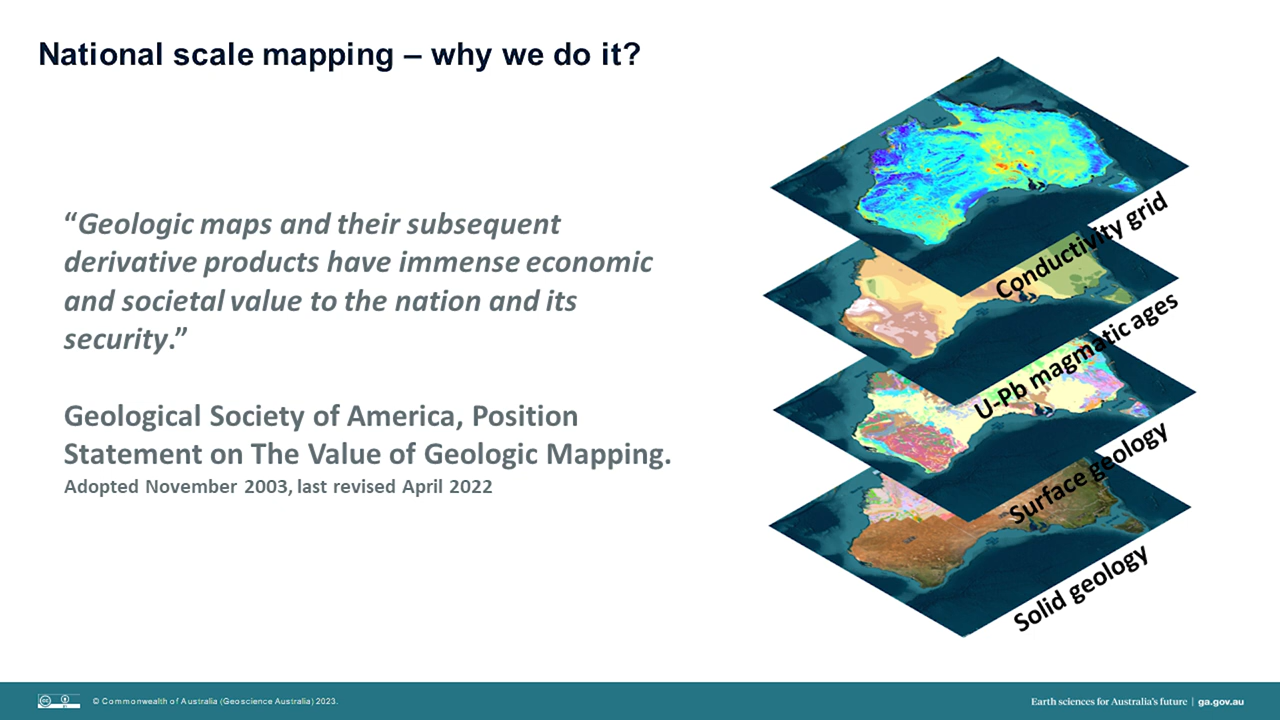 National scale mapping – why we do it?
“Geologic maps and their subsequent
derivative products have immense economic
and societal value to the nation and its
security.”
Geological Society of America, Position
Statement on The Value of Geologic Mapping.
Adopted November 2003, last revised April 2022
Conductivity grid
U-Pb magmatic ages
Surface geology
Solid geology
© Commonwealth of Australia (Geoscience Australia) 2023.
Earth sciences for Australia’s future | ga.gov.au